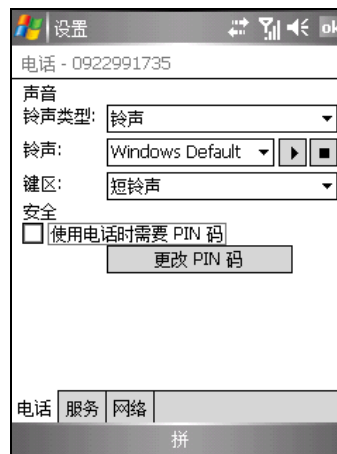 设置 ok
电话 - 0922991735
声音
铃声类型: 铃声
铃声: Windows Default
键区: 短铃声
安全
使用电话时需要 PIN 码
更改 PIN 码
电话 服务 网络
拼